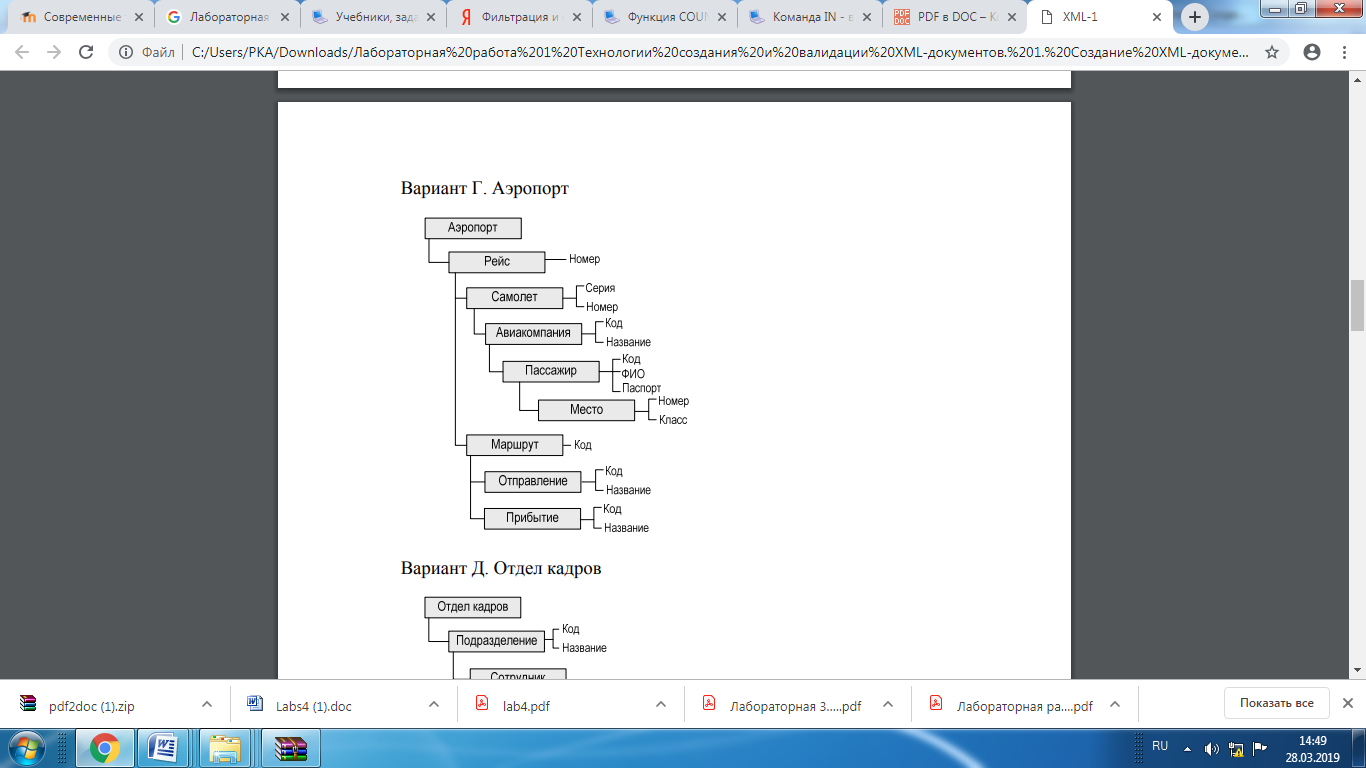 Современные
Лабораторная
Учебники, зада
Фильтрация и
Функция COUN
Команда IN - в
PDF в DOC – К
XML-1
Файл
C:/Users/PKA/Downloads/Лабораторная%20работа%201%20Технологии%20создания%20и%20валидации%20XML-документов.%201.%20Создание%20XML-докуме...
Вариант Г. Аэропорт
Аэропорт
Рейс Номер
Серия
Самолет
Номер
Код
Авиакомпания
Название
Код
Пассажир ФИО
Паспорт
Номер
Место
Класс
Маршрут Код
Код
Отправление
Название
Код
Прибытие
Название
Вариант Д. Отдел кадров
Отдел кадров
Код
Подразделение
Название
Сотрудник
pdf2doc (1).zip
Labs4 (1).doc
lab4.pdf
Лабораторная 3.....pdf
Лабораторная ра....pdf
Показать все
RU
14:49
28.03.2019